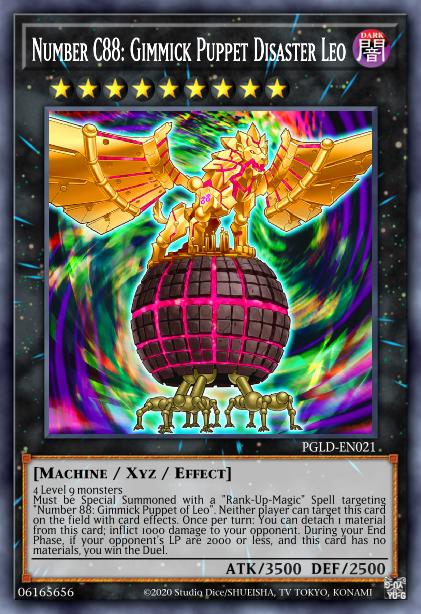 Number C88: Gimmick Puppet Disaster Leo
DARK
闇
88
PGLD-EN021
[Machine / Xyz / Effect]
4 Level 9 monsters
Must be Special Summoned with a "Rank-Up-Magic" Spell targeting
"Number 88: Gimmick Puppet of Leo". Neither player can target this
card on the field with card effects. Once per turn: You can detach 1 material
from this card; inflict 1000 damage to your opponent. During your End
Phase, if your opponent's LP are 2000 or less, and this card has no
materials, you win the Duel.
ATK/3500 DEF/2500
06165656
©2020 Studio Dice/SHUEISHA, TV TOKYO, KONAMI